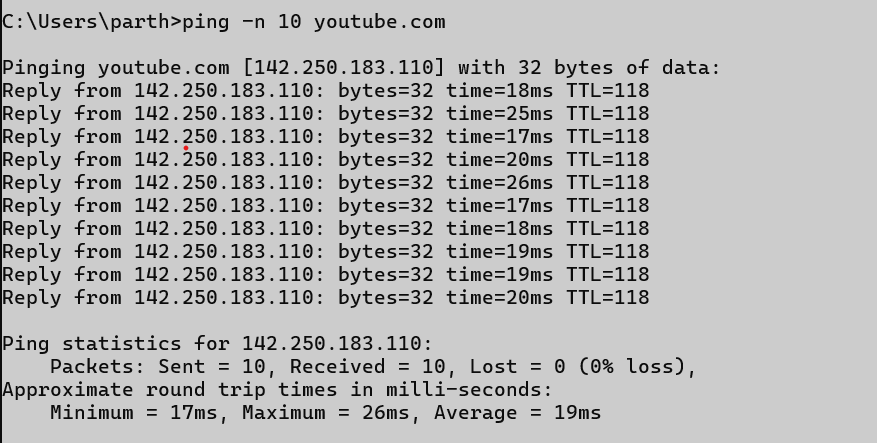 C:\Users\parth>ping -n 10 youtube.com
Pinging youtube.com [142.250.183.110] with 32 bytes of data:
Reply from 142.250.183.110: bytes=32 time=18ms TTL=118
Reply from 142.250.183.110: bytes=32 time=25ms TTL=118
Reply from 142.250.183.110: bytes=32 time=17ms TTL=118
Reply from 142.250.183.110: bytes=32 time=20ms TTL=118
Reply from 142.250.183.110: bytes=32 time=26ms TTL=118
Reply from 142.250.183.110: bytes=32 time=17ms TTL=118
Reply from 142.250.183.110: bytes=32 time=18ms TTL=118
Reply from 142.250.183.110: bytes=32 time=19ms TTL=118
Reply from 142.250.183.110: bytes=32 time=19ms TTL=118
Reply from 142.250.183.110: bytes=32 time=20ms TTL=118
Ping statistics for 142.250.183.110:
    Packets: Sent = 10, Received = 10, Lost = 0 (0% loss),
Approximate round trip times in milli-seconds:
    Minimum = 17ms, Maximum = 26ms, Average = 19ms